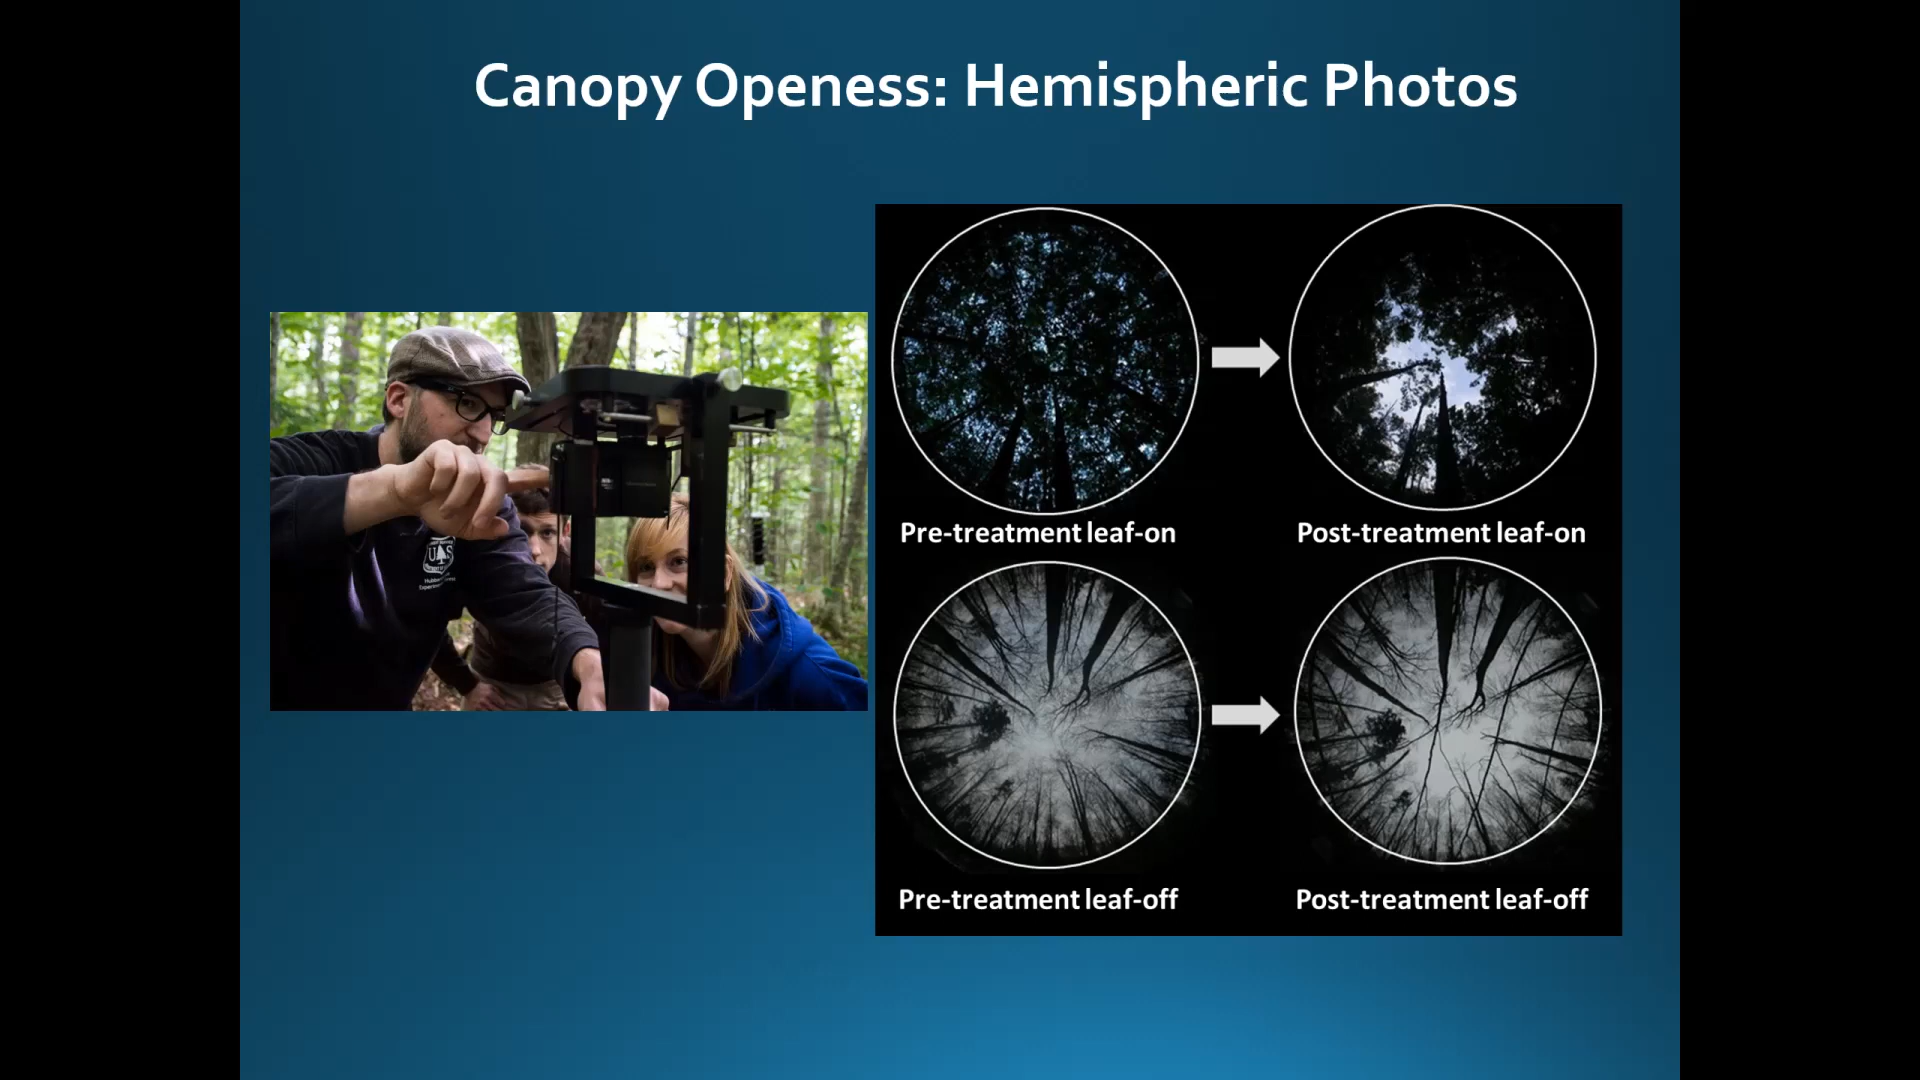 Canopy Openess: Hemispheric Photos
Pre-treatment leaf-on
Post-treatment leaf-on
US
Pre-treatment leaf-off
Post-treatment leaf-off